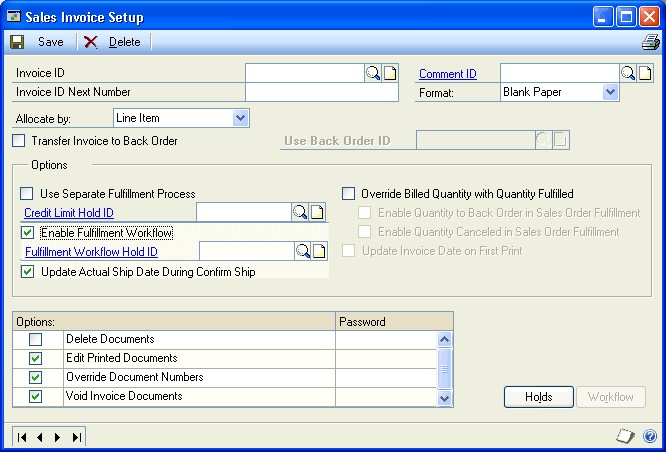 Sales Invoice Setup
Save Delete
Invoice ID
Comment ID
Invoice ID Next Number
Format: Blank Paper
Allocate by: Line Item
Transfer Invoice to Back Order
Use Back Order ID
Options
Use Separate Fulfillment Process
Override Billed Quantity with Quantity Fulfilled
Credit Limit Hold ID
Enable Quantity to Back Order in Sales Order Fulfillment
Enable Fulfillment Workflow
Enable Quantity Canceled in Sales Order Fulfillment
Fulfillment Workflow Hold ID
Update Invoice Date on First Print
Update Actual Ship Date During Confirm Ship
Options: Password
Delete Documents
Edit Printed Documents
Override Document Numbers
Void Invoice Documents
Holds Workflow